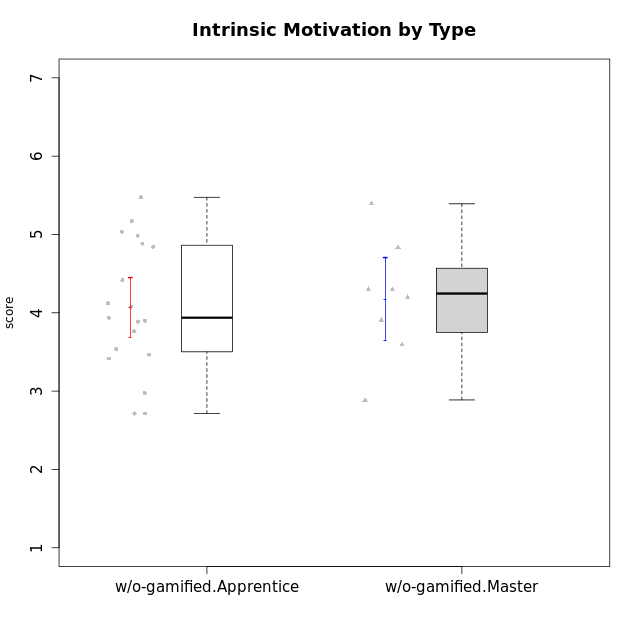 Intrinsic Motivation by Type
score
7
6
5
4
3
2
1
w/o-gamified.Apprentice
w/o-gamified.Master